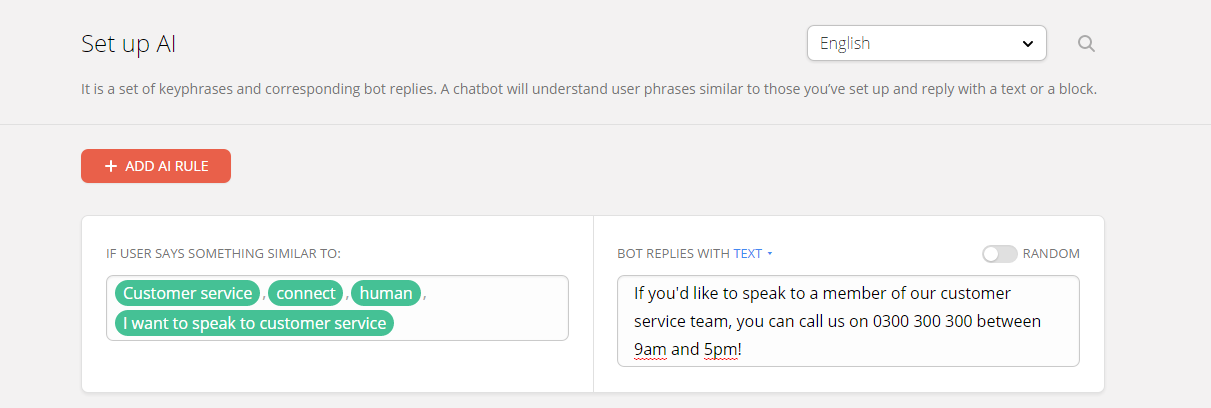 Set up AI
English
It is a set of keyphrases and corresponding bot replies. A chatbot will understand user phrases similar to those you’ve set up and reply with a text or a block.
+ ADD AI RULE
IF USER SAYS SOMETHING SIMILAR TO:
Customer service , connect , human ,
I want to speak to customer service
BOT REPLIES WITH TEXT
RANDOM
If you'd like to speak to a member of our customer
service team, you can call us on 0300 300 300 between
9am and 5pm!